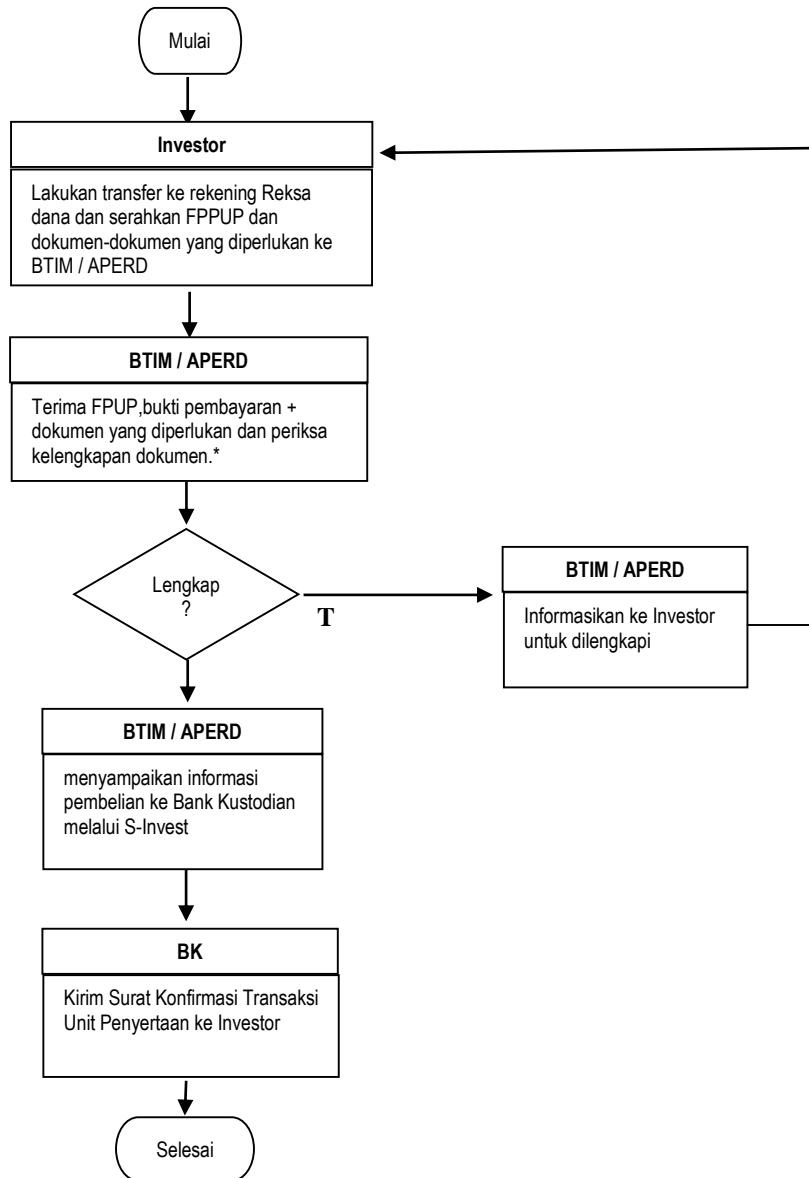 Mulai
Investor
Lakukan transfer ke rekening Reksa
dana dan serahkan FPPUP dan
dokumen-dokumen yang diperlukan ke
BTIM / APERD
BTIM / APERD
Terima FPUP,bukti pembayaran +
dokumen yang diperlukan dan periksa
kelengkapan dokumen.*
Lengkap
?
T
BTIM / APERD
Informasikan ke Investor
untuk dilengkapi
BTIM / APERD
menyampaikan informasi
pembelian ke Bank Kustodian
melalui S-Invest
BK
Kirim Surat Konfirmasi Transaksi
Unit Penyertaan ke Investor
Selesai